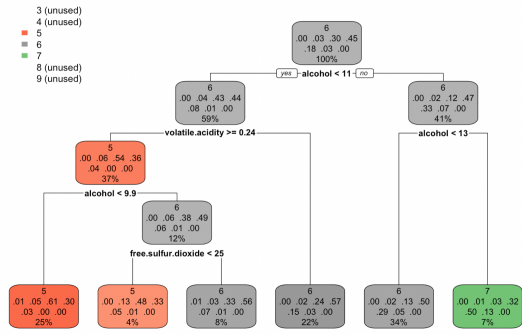 3 (unused)
4 (unused)
5
6
7
8 (unused)
9 (unused)
6
.00 .03 .30 .45
.18 .03 .00
100%
yes alcohol < 11 no
6
.00 .04 .43 .44
.08 .01 .00
59%
6
.00 .02 .12 .47
.33 .07 .00
41%
volatile.acidity >= 0.24
alcohol < 13
5
.00 .06 .54 .36
.04 .00 .00
37%
alcohol < 9.9
6
.00 .06 .38 .49
.06 .01 .00
12%
free.sulfur.dioxide < 25
5
.01 .05 .61 .30
.03 .00 .00
25%
5
.00 .13 .48 .33
.05 .01 .00
4%
6
.01 .03 .33 .56
.07 .01 .00
8%
6
.00 .02 .24 .57
.15 .03 .00
22%
6
.00 .02 .13 .50
.29 .05 .00
34%
7
.00 .01 .03 .32
.50 .13 .00
7%